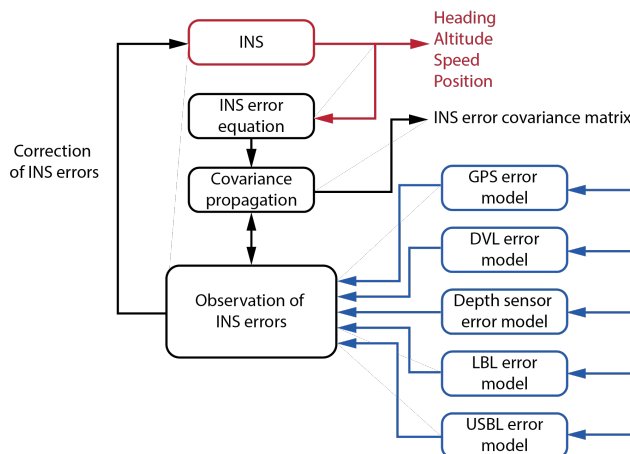 INS
Heading
Altitude
Speed
Position
INS error
equation
INS error covariance matrix
Correction
of INS errors
Covariance
propagation
GPS error
model
DVL error
model
Observation of
INS errors
Depth sensor
error model
LBL error
model
USBL error
model